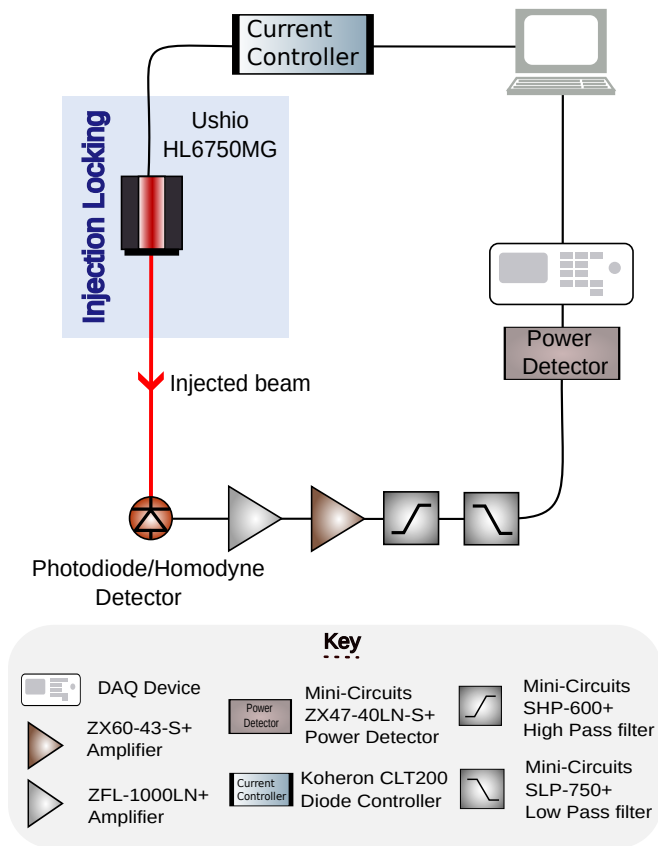 Current
Controller
Ushio
HL6750MG
Injection Locking
Power
Detector
Injected beam
Photodiode/Homodyne
Detector
Key
DAQ Device
ZX60-43-S+
Amplifier
ZFL-1000LN+
Amplifier
Power
Detector
Mini-Circuits
ZX47-40LN-S+
Power Detector
Current
Controller
Koheron CLT200
Diode Controller
Mini-Circuits
SHP-600+
High Pass filter
Mini-Circuits
SLP-750+
Low Pass filter